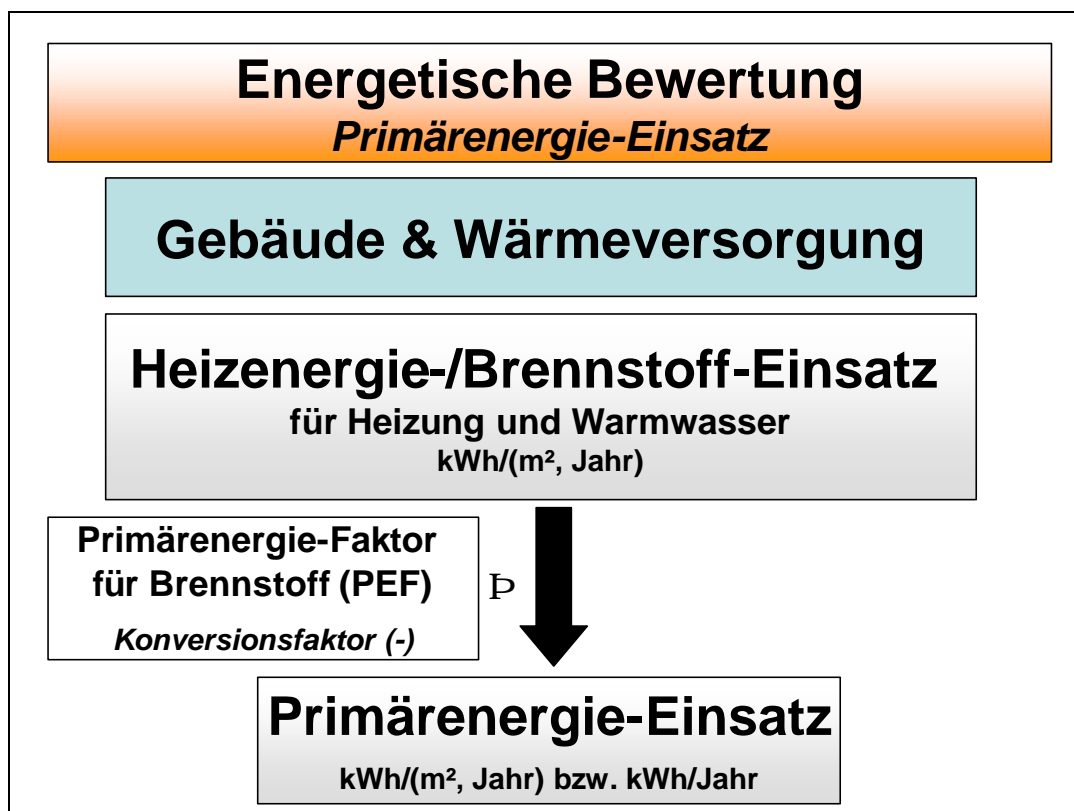 Energetische Bewertung
Primärenergie-Einsatz
Gebäude & Wärmeversorgung
Heizenergie-/Brennstoff-Einsatz
für Heizung und Warmwasser
kWh/(m², Jahr)
Primärenergie-Faktor
für Brennstoff (PEF)
Konversionsfaktor (-)
Þ
Primärenergie-Einsatz
kWh/(m², Jahr) bzw. kWh/Jahr